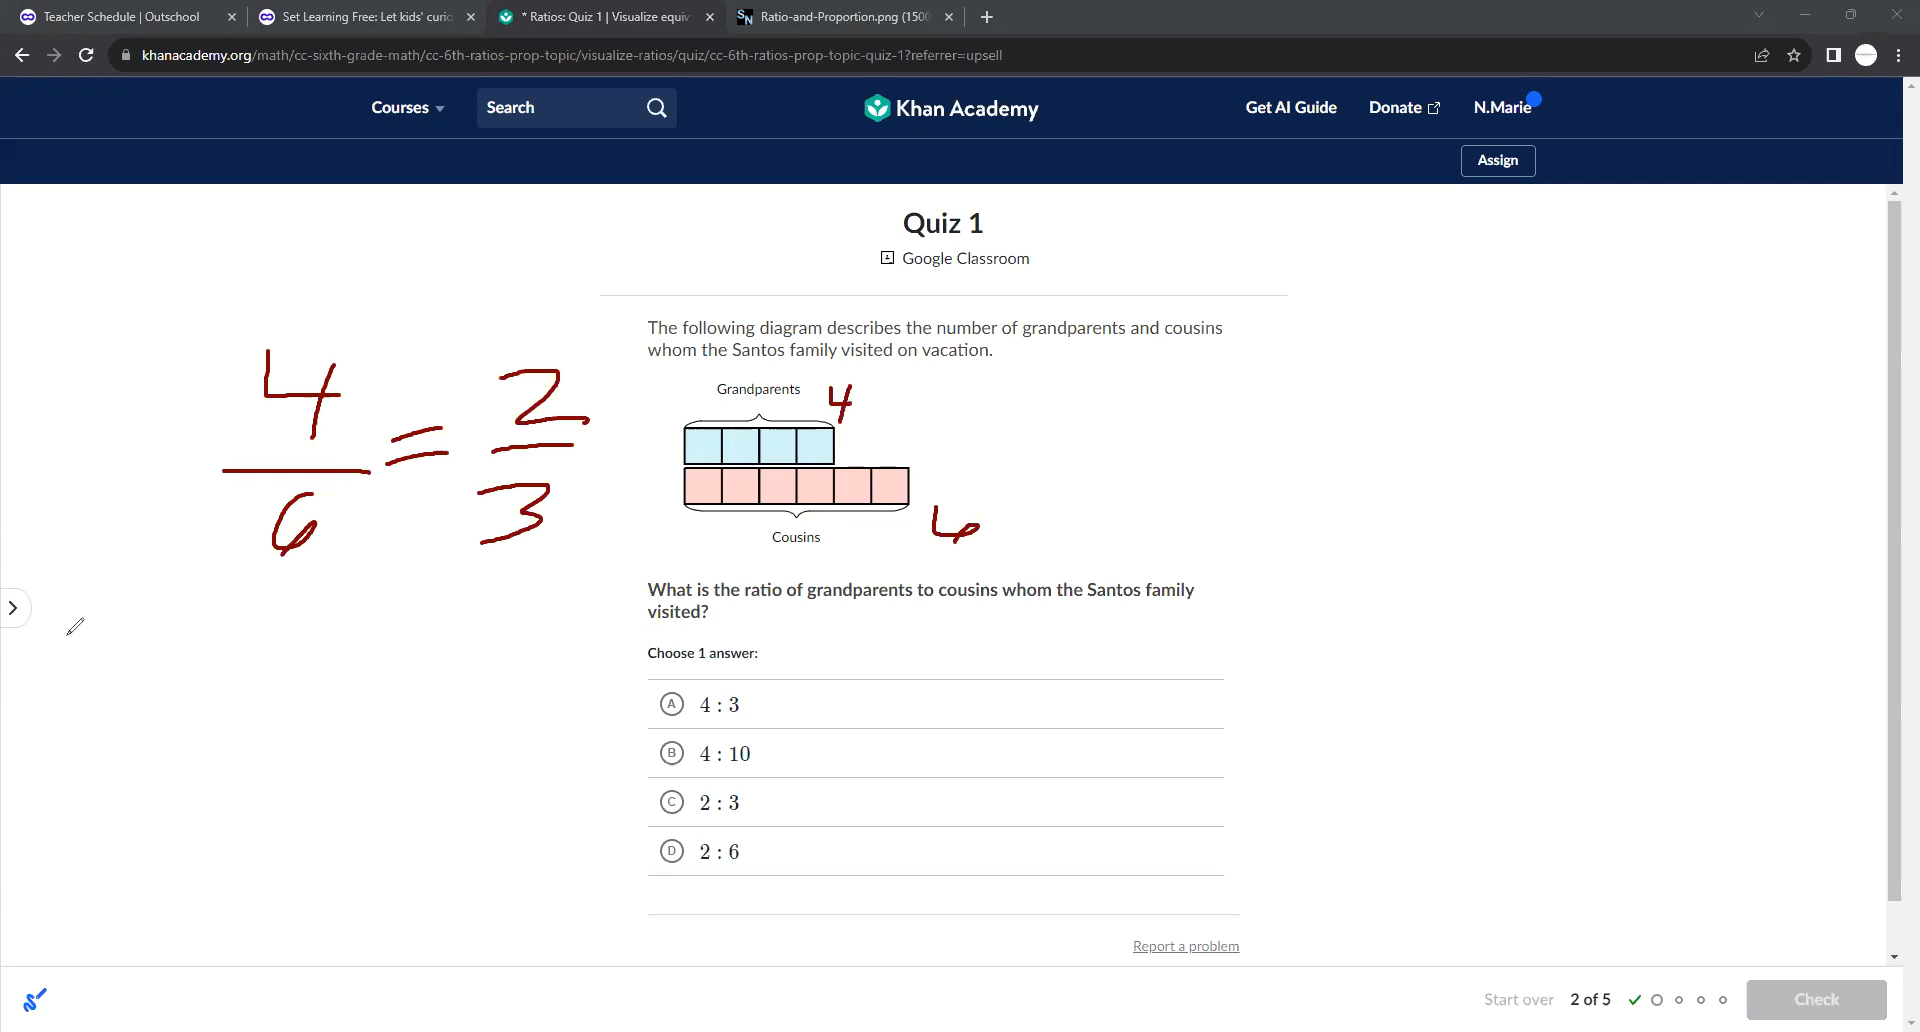 Teacher Schedule | Outschool
Set Learning Free: Let kids' curio
* Ratios: Quiz 1 | Visualize equiv
SN
Ratio-and-Proportion.png (1500
khanacademy.org/math/cc-sixth-grade-math/cc-6th-ratios-prop-topic/visualize-ratios/quiz/cc-6th-ratios-prop-topic-quiz-1?referrer=upsell
Courses
Search
Khan Academy
Get AI Guide
Donate
N.Marie
Assign
Quiz 1
Google Classroom
The following diagram describes the number of grandparents and cousins
whom the Santos family visited on vacation.
Grandparents 4
4/6 = 2/3
Cousins 6
What is the ratio of grandparents to cousins whom the Santos family
visited?
Choose 1 answer:
A 4 : 3
B 4 : 10
C 2 : 3
D 2 : 6
Report a problem
Start over 2 of 5 Check